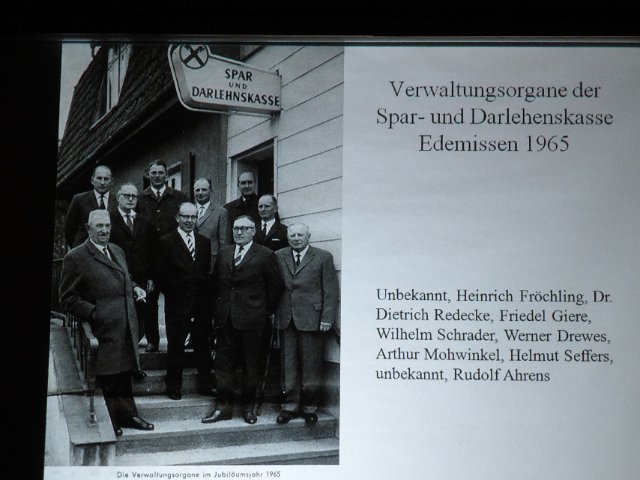 SPAR
UND
DARLEHNSKASSE
Verwaltungsorgane der
Spar- und Darlehenskasse
Edemissen 1965
Unbekannt, Heinrich Fröchling, Dr.
Dietrich Redecke, Friedel Giere,
Wilhelm Schrader, Werner Drewes,
Arthur Mohwinkel, Helmut Seffers,
unbekannt, Rudolf Ahrens
Die Verwaltungsorgane im Jubiläumsjahr 1965